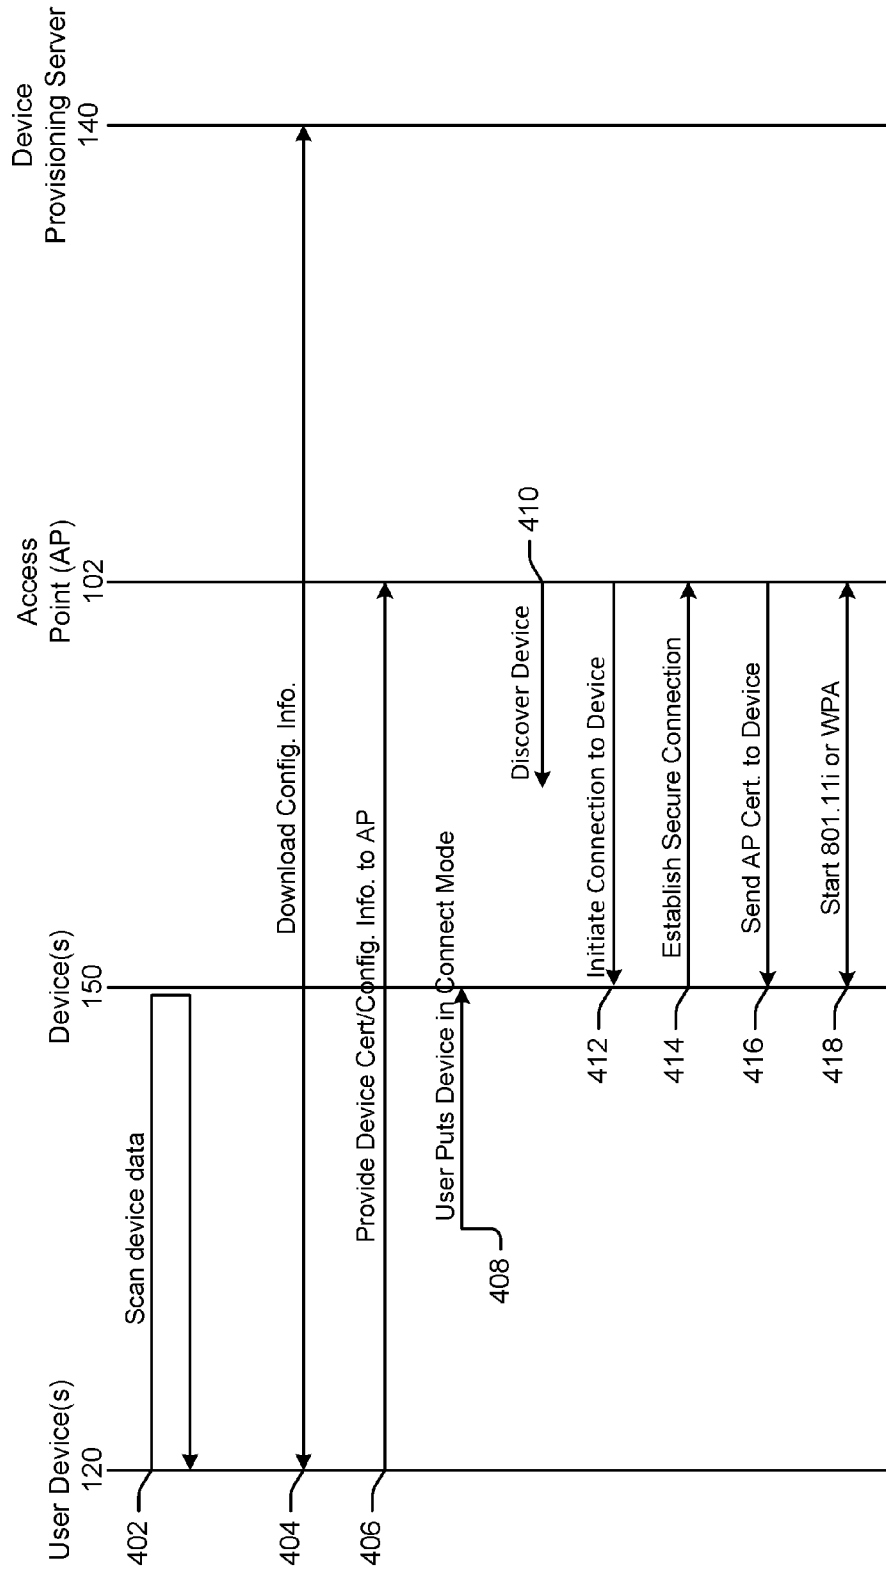 User Device(s)
120
Device(s)
150
Access
Point (AP)
102
Device
Provisioning Server
140
402
Scan device data
404
Download Config. Info.
406
Provide Device Cert/Config. Info. to AP
User Puts Device in Connect Mode
408
Discover Device
410
Initiate Connection to Device
412
Establish Secure Connection
414
Send AP Cert. to Device
416
Start 801.11i or WPA
418